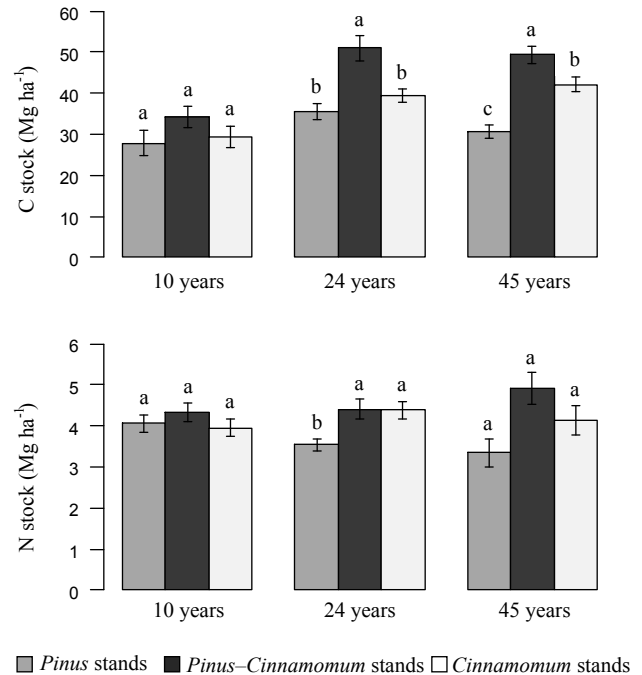 60
50
40
30
20
10
0
C stock (Mg ha⁻¹)
a a a
b a b
c a b
10 years 24 years 45 years
6
5
4
3
2
1
0
N stock (Mg ha⁻¹)
a a a
b a a
a a a
10 years 24 years 45 years
Pinus stands Pinus–Cinnamomum stands Cinnamomum stands